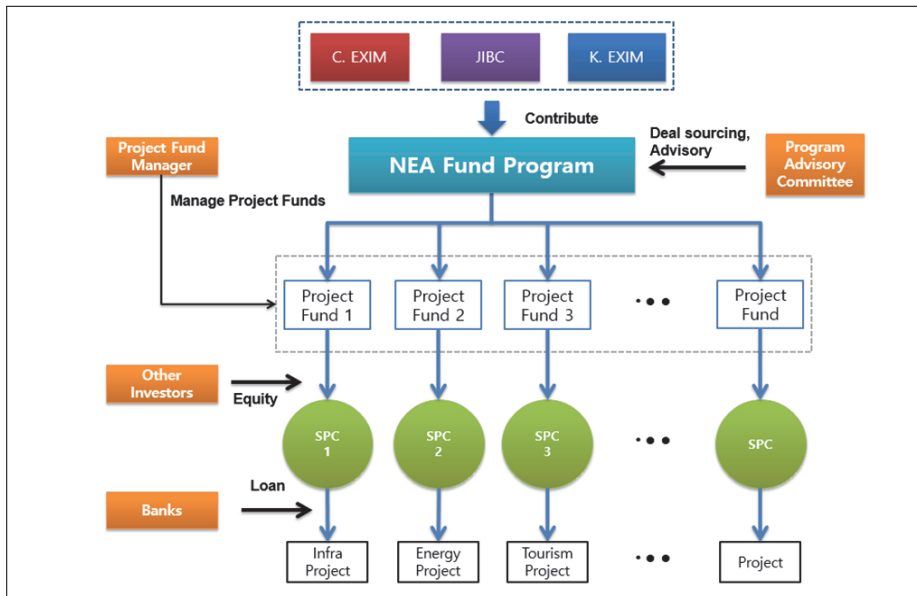 C. EXIM
JIBC
K. EXIM
Contribute
Deal sourcing,
Advisory
Project Fund
Manager
NEA Fund Program
Program
Advisory
Committee
Manage Project Funds
Project
Fund 1
Project
Fund 2
Project
Fund 3
Project
Fund
Other
Investors
Equity
SPC
1
SPC
2
SPC
3
SPC
Loan
Banks
Infra
Project
Energy
Project
Tourism
Project
Project